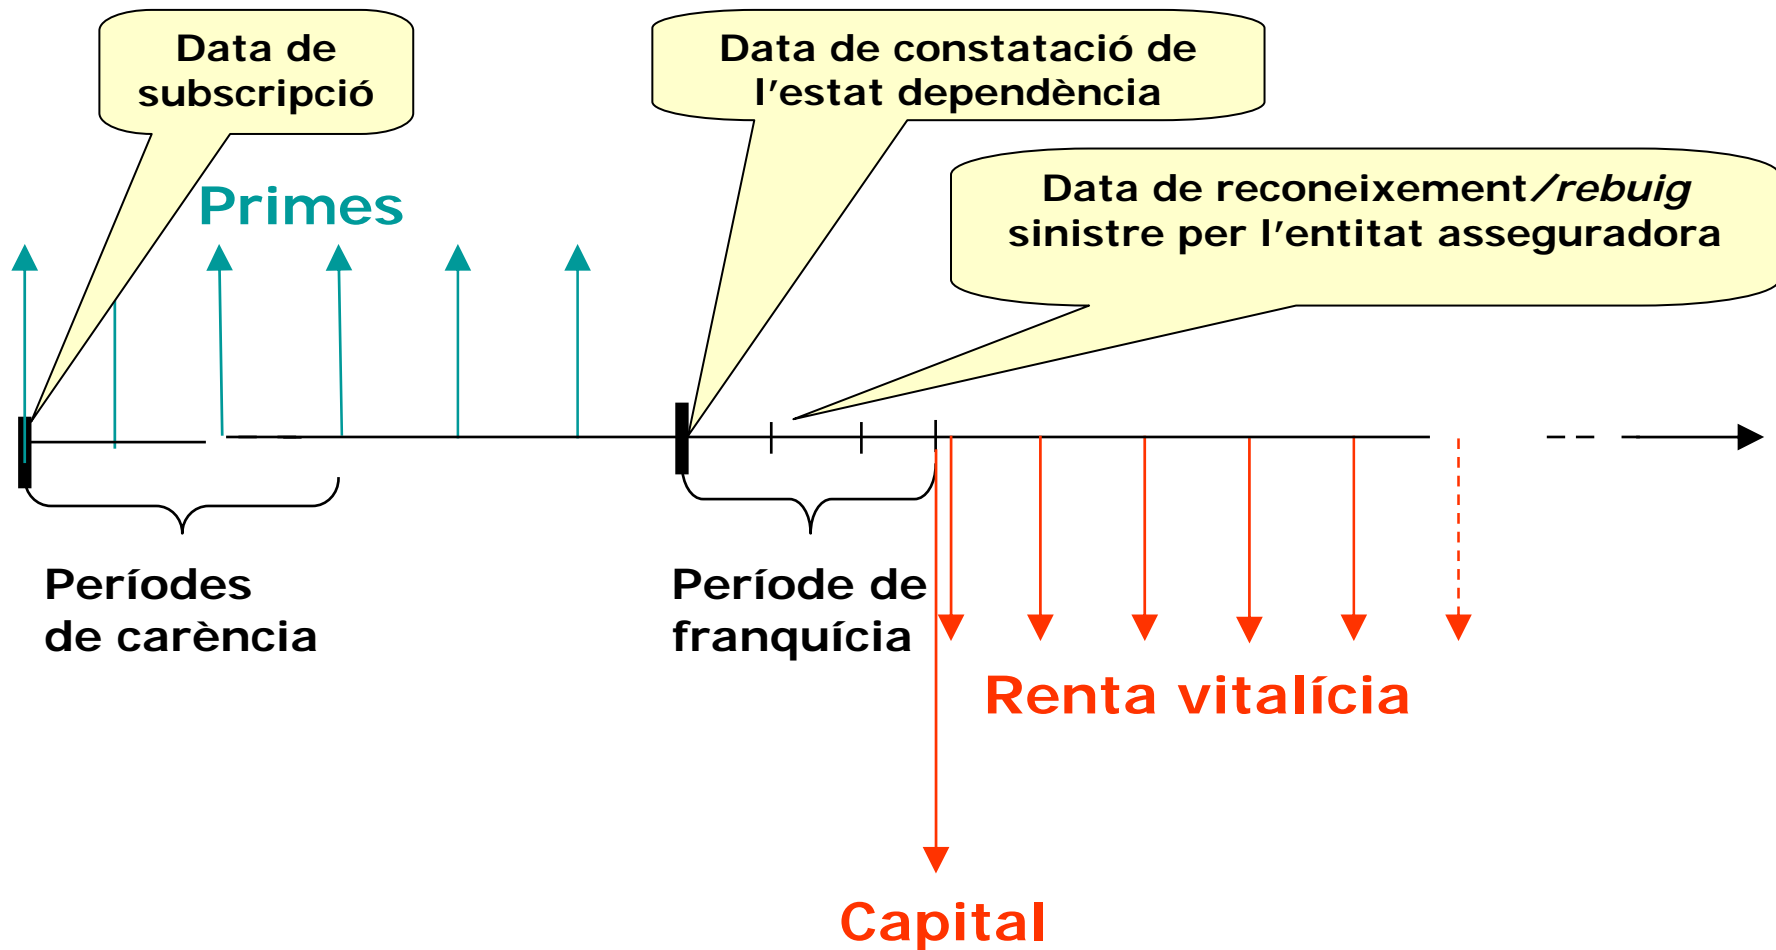 Data de
subscripció
Data de constatació de
l’estat dependència
Data de reconeixement/rebuig
sinistre per l’entitat asseguradora
Primes
Períodes
de carència
Període de
franquícia
Renta vitalícia
Capital